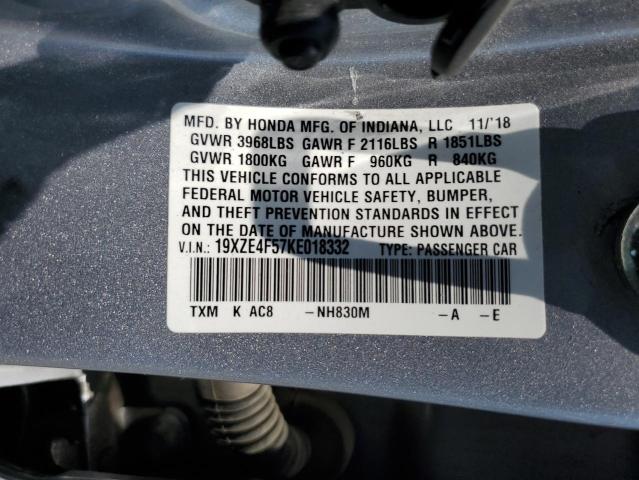 MFD. BY HONDA MFG. OF INDIANA, LLC 11/'18
GVWR 3968LBS GAWR F 2116LBS R 1851LBS
GVWR 1800KG GAWR F 960KG R 840KG
THIS VEHICLE CONFORMS TO ALL APPLICABLE
FEDERAL MOTOR VEHICLE SAFETY, BUMPER,
AND THEFT PREVENTION STANDARDS IN EFFECT
ON THE DATE OF MANUFACTURE SHOWN ABOVE.
V.I.N.: 19XZE4F57KE018332 TYPE: PASSENGER CAR
TXM K AC8 -NH830M -A -E